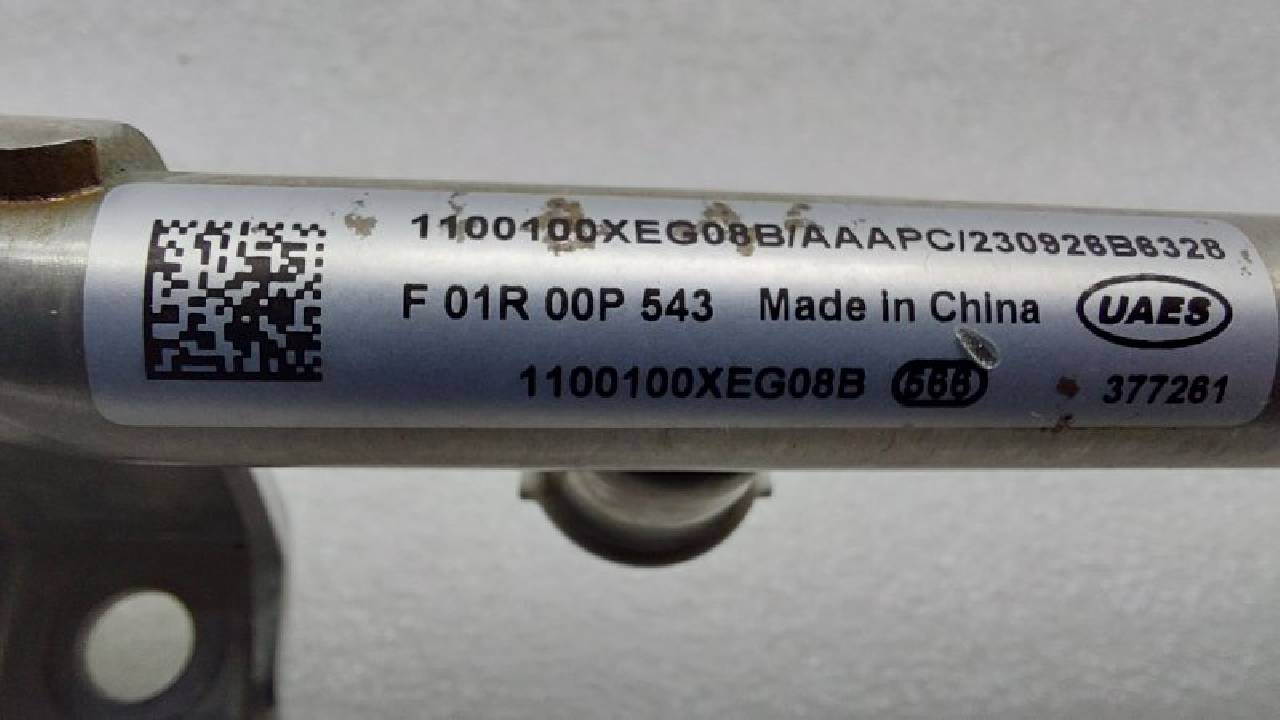 1100100XEG08B/AAAPC/230926B6328
F 01R 00P 543 Made in China UAES
1100100XEG08B 566 377261